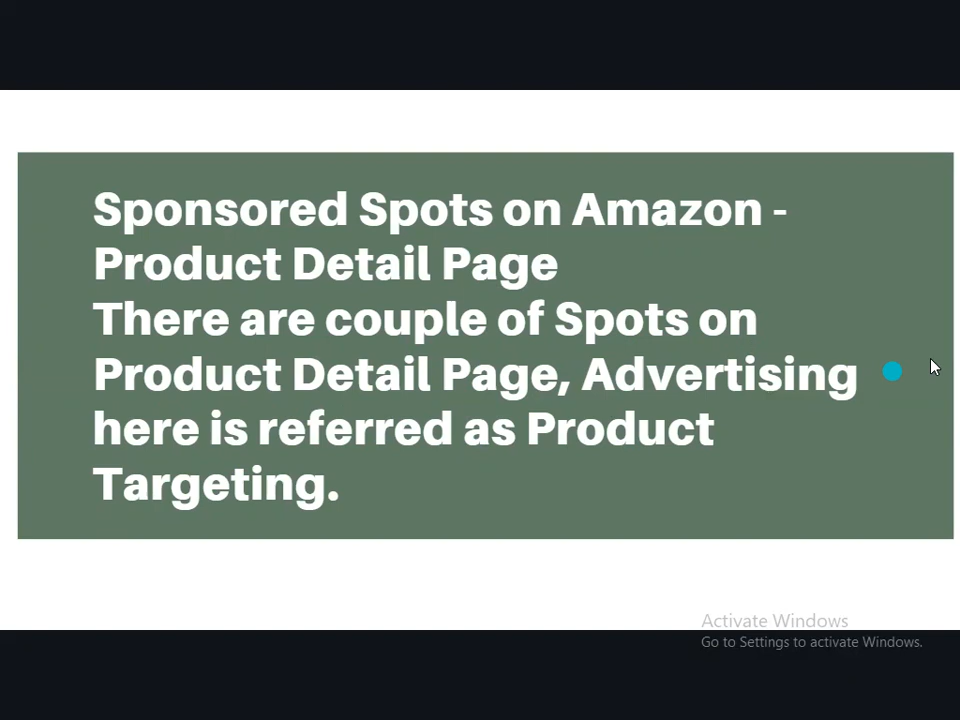 Sponsored Spots on Amazon -
Product Detail Page
There are couple of Spots on
Product Detail Page, Advertising
here is referred as Product
Targeting.
Activate Windows
Go to Settings to activate Windows.